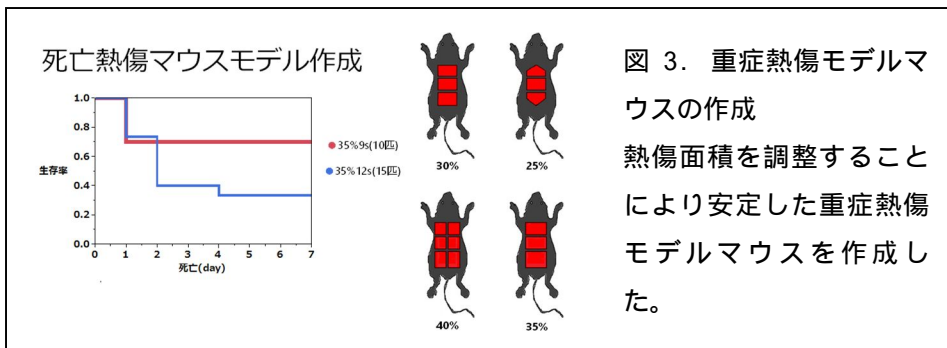 死亡熱傷マウスモデル作成
1.0
0.8
0.6
0.4
0.2
0.0
生存率
0 1 2 3 4 5 6 7
死亡(day)
35%9s(10匹)
35%12s(15匹)
30% 25%
40% 35%
図 3. 重症熱傷モデルマ
ウスの作成
熱傷面積を調整すること
により安定した重症熱傷
モデルマウスを作成し
た。